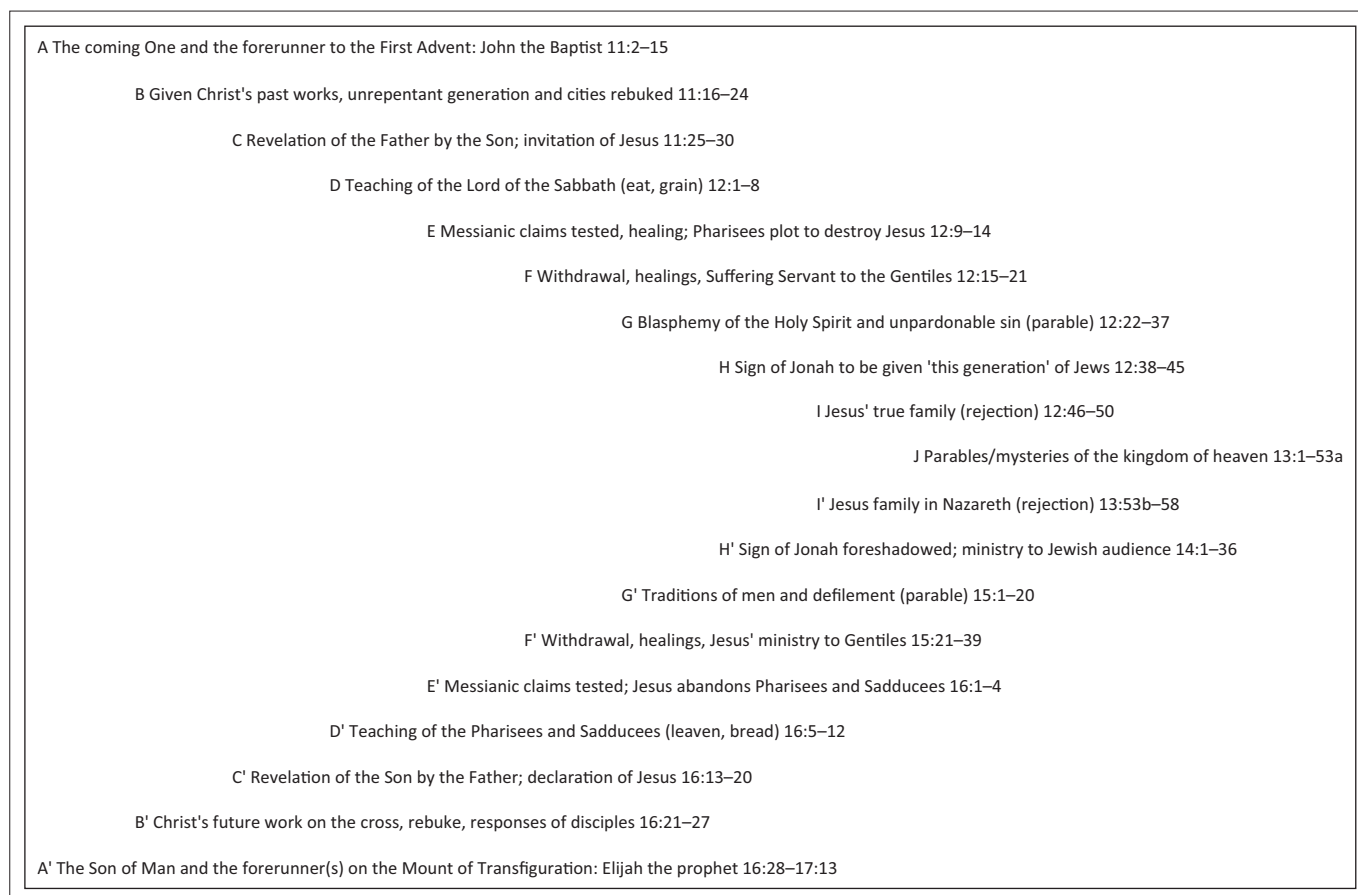 A The coming One and the forerunner to the First Advent: John the Baptist 11:2–15
B Given Christ's past works, unrepentant generation and cities rebuked 11:16–24
C Revelation of the Father by the Son; invitation of Jesus 11:25–30
D Teaching of the Lord of the Sabbath (eat, grain) 12:1–8
E Messianic claims tested, healing; Pharisees plot to destroy Jesus 12:9–14
F Withdrawal, healings, Suffering Servant to the Gentiles 12:15–21
G Blasphemy of the Holy Spirit and unpardonable sin (parable) 12:22–37
H Sign of Jonah to be given 'this generation' of Jews 12:38–45
I Jesus' true family (rejection) 12:46–50
J Parables/mysteries of the kingdom of heaven 13:1–53a
I' Jesus family in Nazareth (rejection) 13:53b–58
H' Sign of Jonah foreshadowed; ministry to Jewish audience 14:1–36
G' Traditions of men and defilement (parable) 15:1–20
F' Withdrawal, healings, Jesus' ministry to Gentiles 15:21–39
E' Messianic claims tested; Jesus abandons Pharisees and Sadducees 16:1–4
D' Teaching of the Pharisees and Sadducees (leaven, bread) 16:5–12
C' Revelation of the Son by the Father; declaration of Jesus 16:13–20
B' Christ's future work on the cross, rebuke, responses of disciples 16:21–27
A' The Son of Man and the forerunner(s) on the Mount of Transfiguration: Elijah the prophet 16:28–17:13